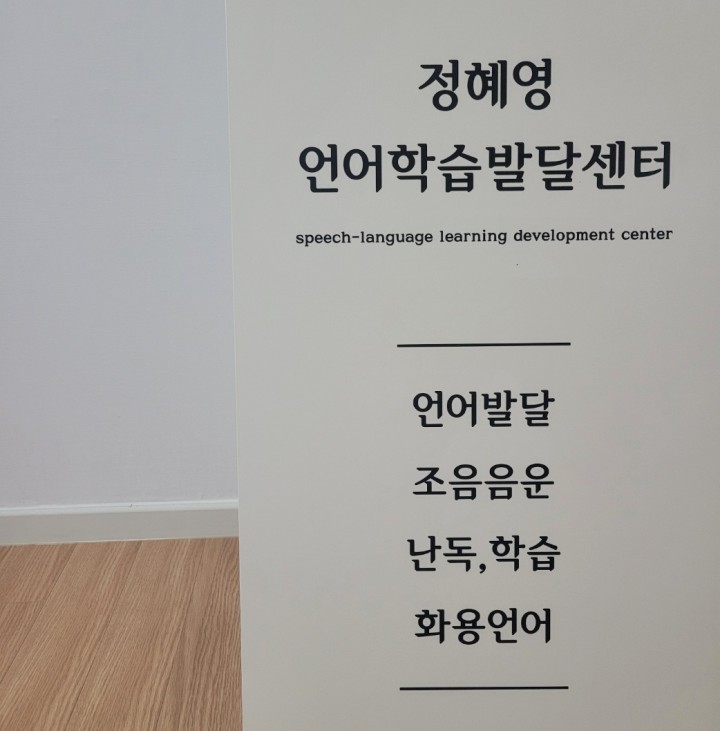 정혜영
언어학습발달센터
speech-language learning development center
언어발달
조음음운
난독,학습
화용언어